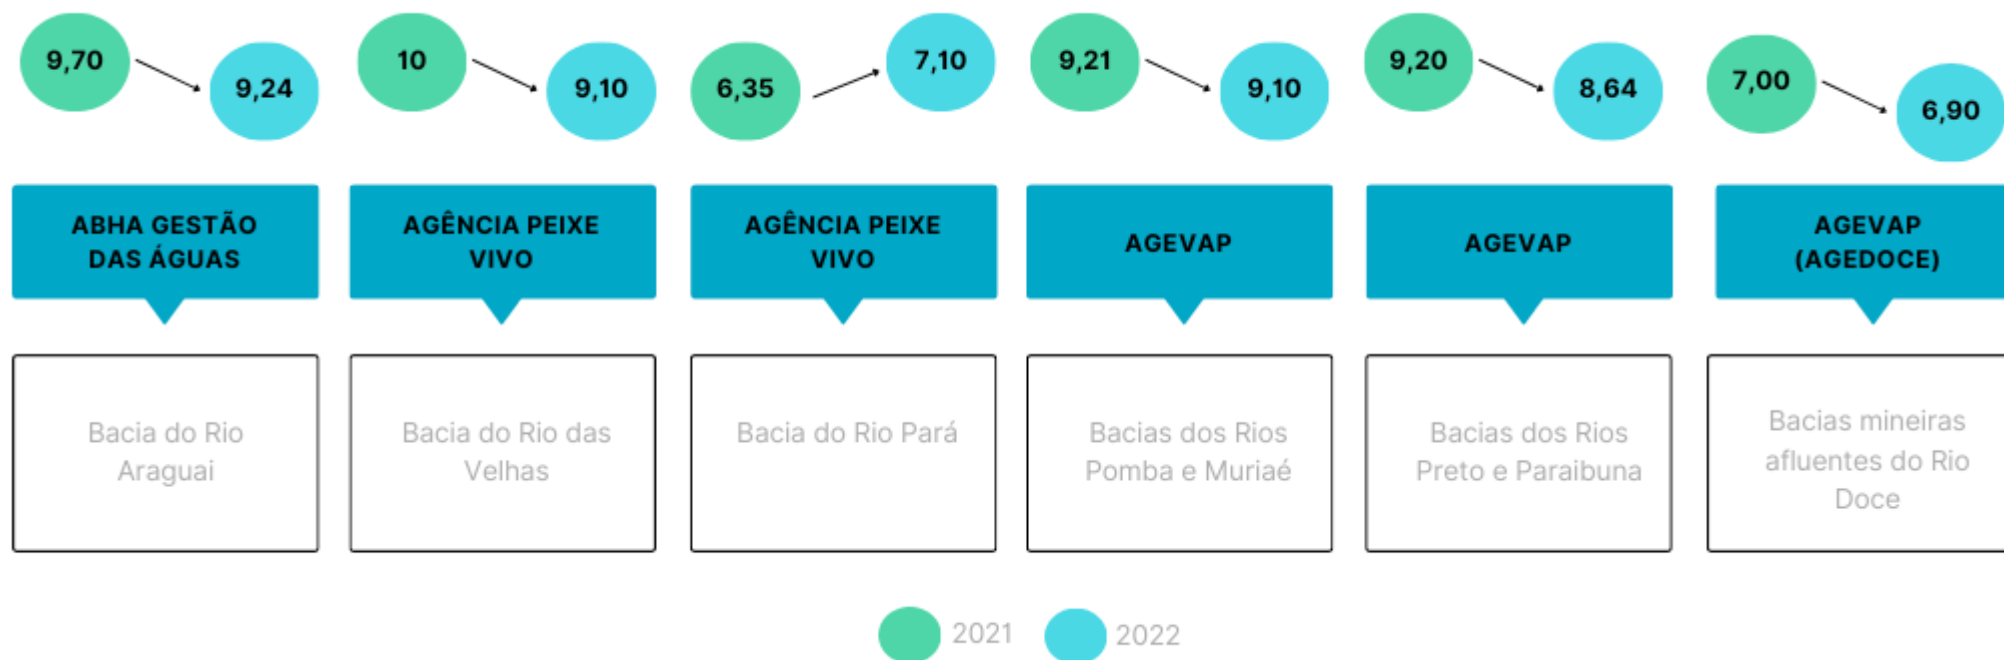 9,70
9,24
10
9,10
6,35
7,10
9,21
9,10
9,20
8,64
7,00
6,90
ABHA GESTÃO
DAS ÁGUAS
AGÊNCIA PEIXE
VIVO
AGÊNCIA PEIXE
VIVO
AGEVAP
AGEVAP
AGEVAP
(AGEDOCE)
Bacia do Rio
Araguai
Bacia do Rio das
Velhas
Bacia do Rio Pará
Bacias dos Rios
Pomba e Muriaé
Bacias dos Rios
Preto e Paraibuna
Bacias mineiras
afluentes do Rio
Doce
2021
2022